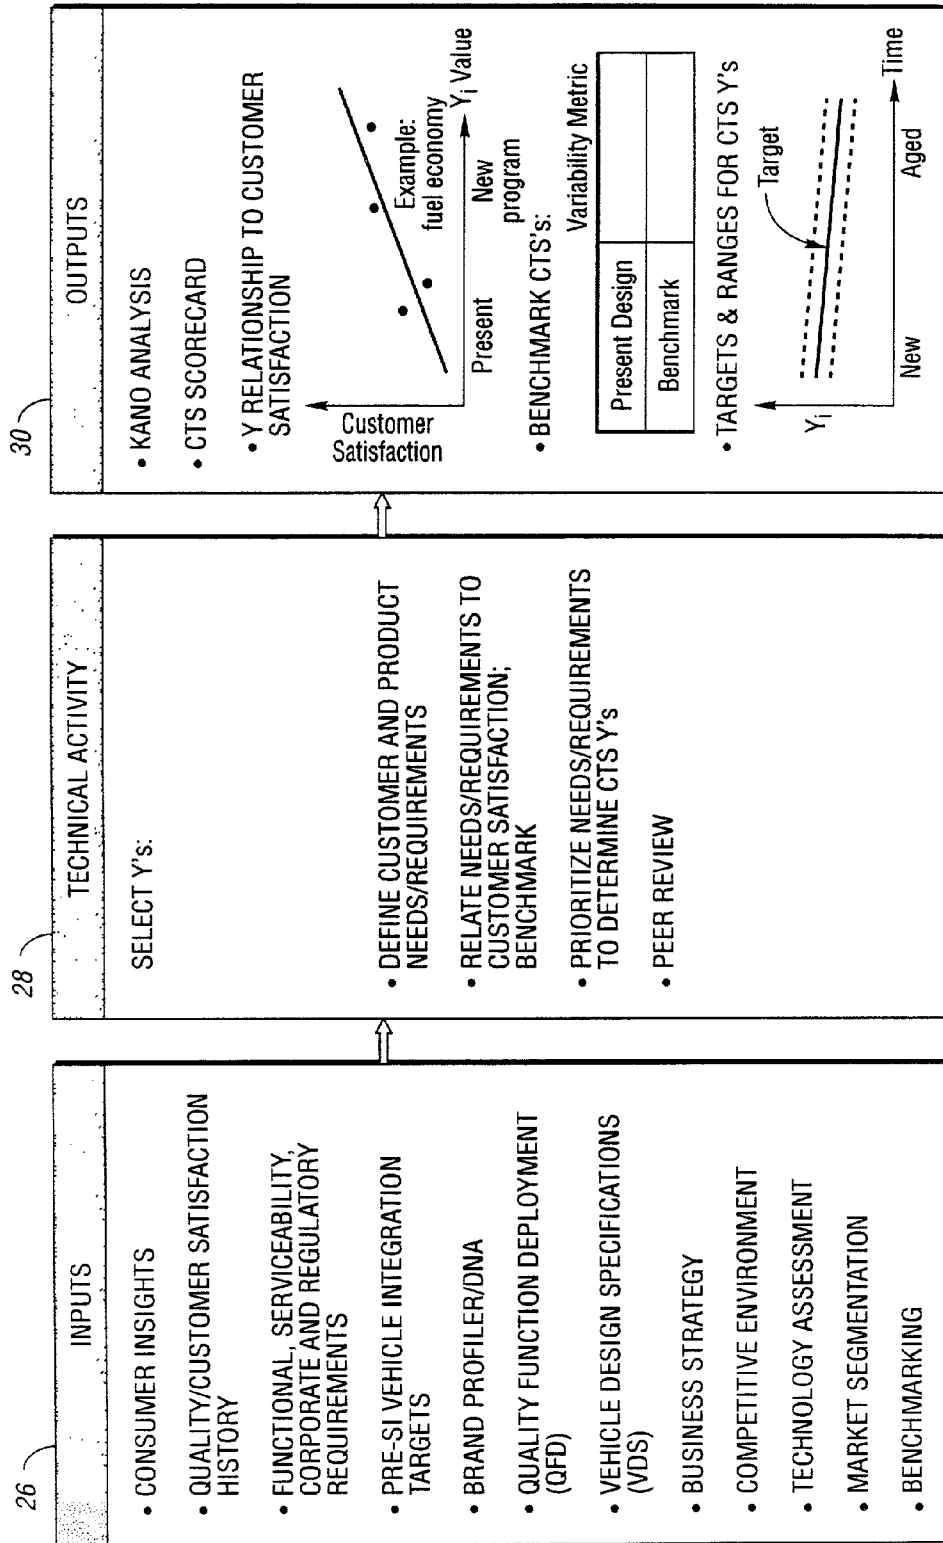 26
INPUTS
• CONSUMER INSIGHTS
• QUALITY/CUSTOMER SATISFACTION
HISTORY
• FUNCTIONAL, SERVICEABILITY,
CORPORATE AND REGULATORY
REQUIREMENTS
• PRE-SI VEHICLE INTEGRATION
TARGETS
• BRAND PROFILER/DNA
• QUALITY FUNCTION DEPLOYMENT
(QFD)
• VEHICLE DESIGN SPECIFICATIONS
(VDS)
• BUSINESS STRATEGY
• COMPETITIVE ENVIRONMENT
• TECHNOLOGY ASSESSMENT
• MARKET SEGMENTATION
• BENCHMARKING
28
TECHNICAL ACTIVITY
SELECT Y's:
• DEFINE CUSTOMER AND PRODUCT
NEEDS/REQUIREMENTS
• RELATE NEEDS/REQUIREMENTS TO
CUSTOMER SATISFACTION;
BENCHMARK
• PRIORITIZE NEEDS/REQUIREMENTS
TO DETERMINE CTS Y's
• PEER REVIEW
30
OUTPUTS
• KANO ANALYSIS
• CTS SCORECARD
• Y RELATIONSHIP TO CUSTOMER
SATISFACTION
Customer
Satisfaction
Example:
fuel economy
Yi Value
Present
New
program
• BENCHMARK CTS's:
Variability Metric
Present Design
Benchmark
• TARGETS & RANGES FOR CTS Y's
Target
Yi
New
Aged
Time